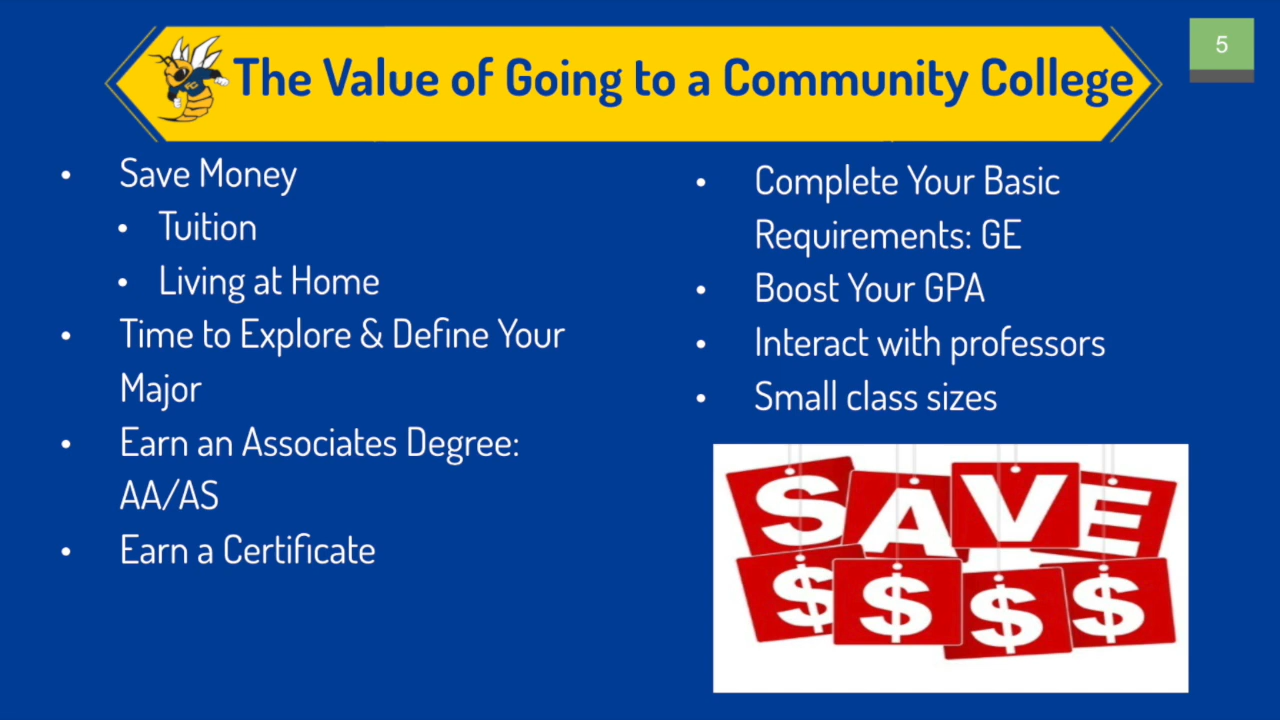 5
The Value of Going to a Community College
• Save Money
• Tuition
• Living at Home
• Time to Explore & Define Your
Major
• Earn an Associates Degree:
AA/AS
• Earn a Certificate
• Complete Your Basic
Requirements: GE
• Boost Your GPA
• Interact with professors
• Small class sizes
SAVE
$$$$